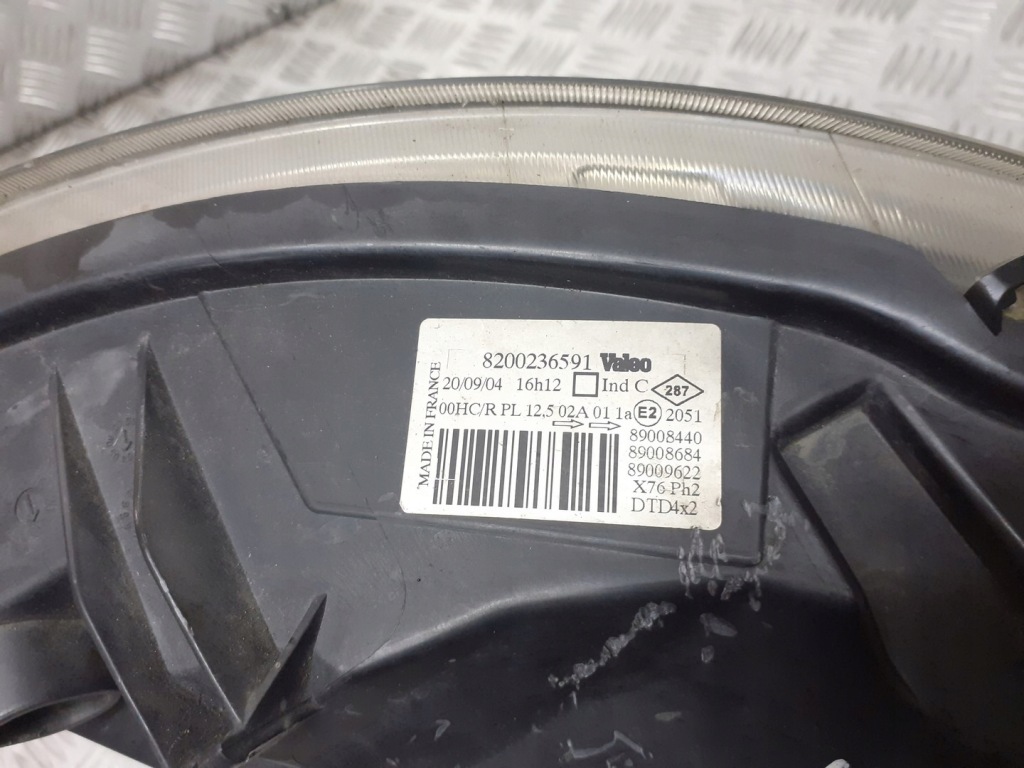 8200236591 Valeo
MADE IN FRANCE
20/09/04 16h12 Ind C 287
00HC/R PL 12,5 02A 01 1a E2 2051
89008440
89008684
89009622
X76 Ph2
DTD4x2